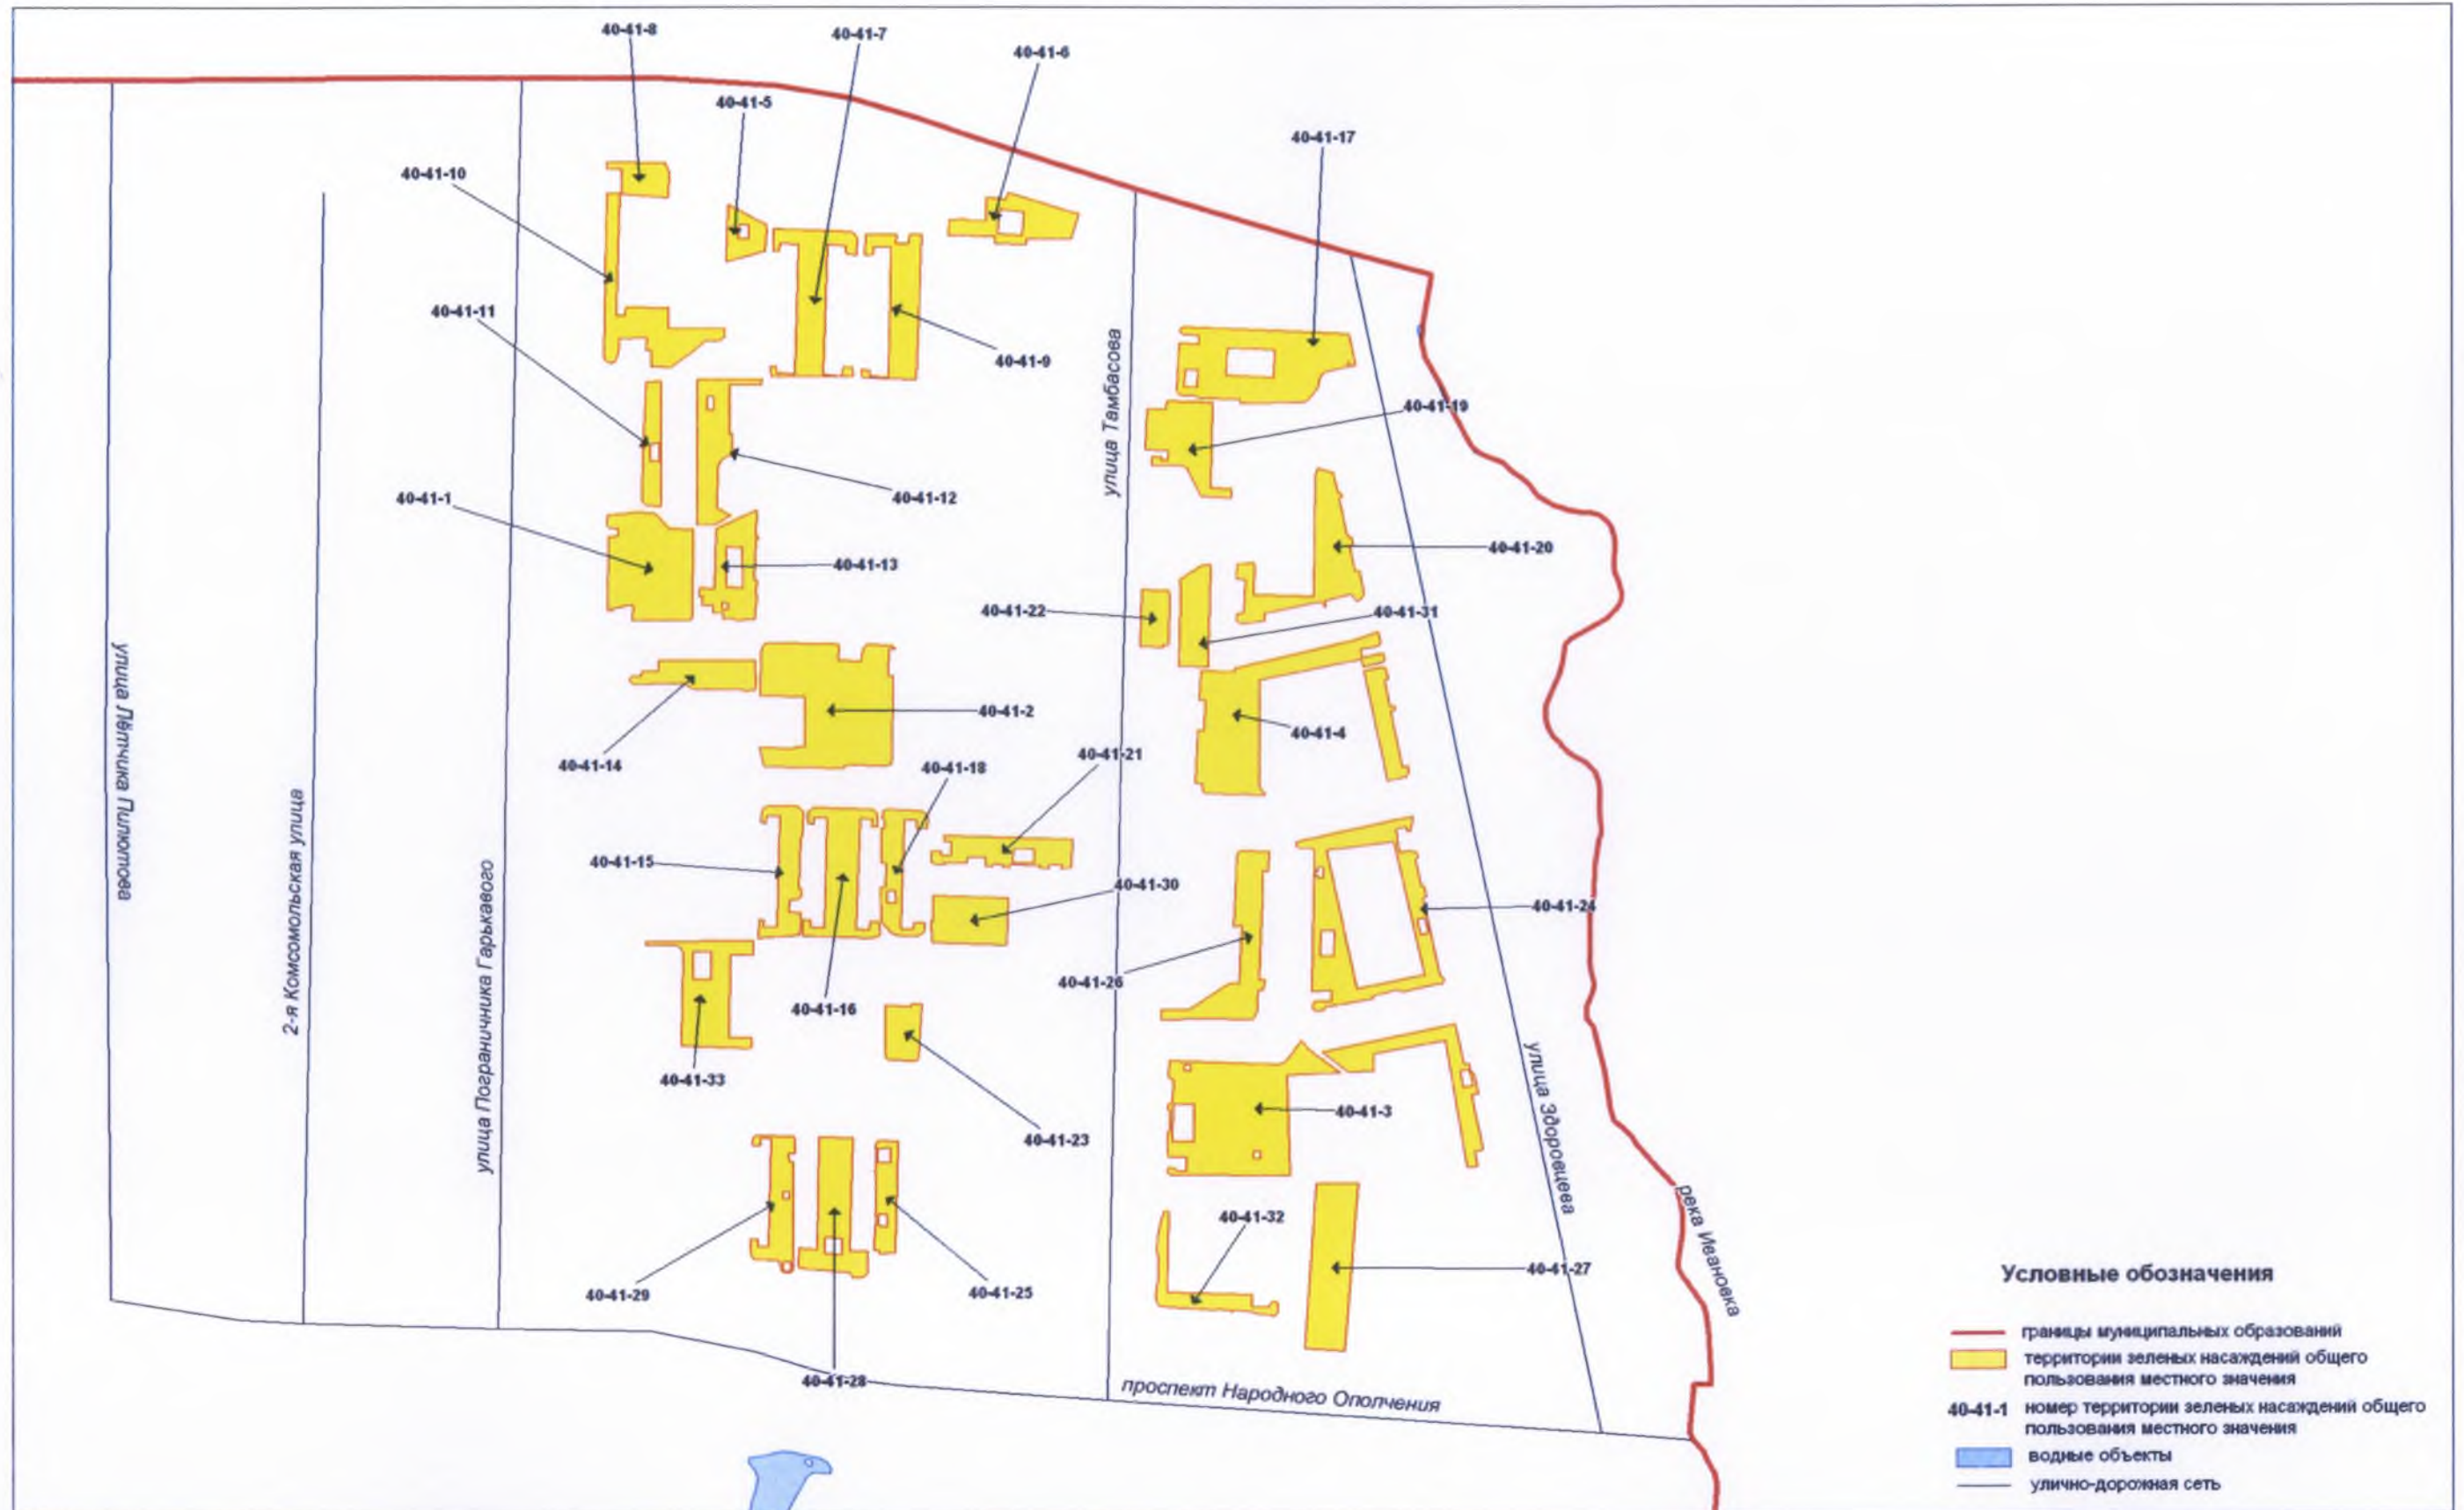 40-41-8
40-41-7
40-41-6
40-41-5
40-41-17
40-41-10
40-41-11
40-41-9
улица Тамбасова
40-41-19
40-41-1
40-41-12
40-41-20
40-41-13
40-41-22
40-41-31
40-41-2
40-41-4
40-41-14
40-41-21
40-41-18
улица Лётчика Пилютова
2-я Комсомольская улица
улица Пограничника Гарькавого
40-41-15
40-41-30
40-41-24
40-41-26
40-41-16
40-41-33
40-41-3
40-41-23
улица Здоровцева
река Ивановка
40-41-32
40-41-27
40-41-29
40-41-25
40-41-28
проспект Народного Ополчения
Условные обозначения
границы муниципальных образований
территории зеленых насаждений общего
пользования местного значения
40-41-1 номер территории зеленых насаждений общего
пользования местного значения
водные объекты
улично-дорожная сеть